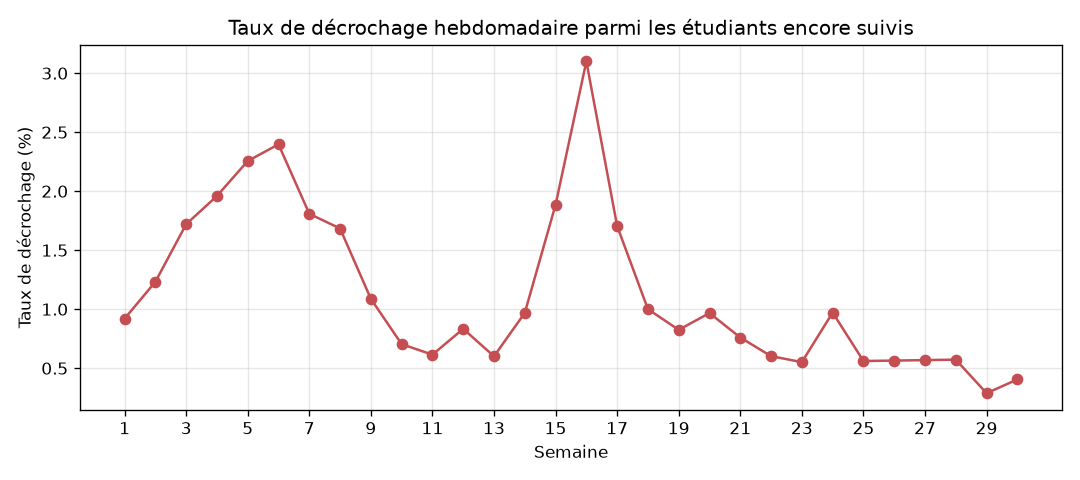 Taux de décrochage hebdomadaire parmi les étudiants encore suivis
Taux de décrochage (%)
3.0
2.5
2.0
1.5
1.0
0.5
1 3 5 7 9 11 13 15 17 19 21 23 25 27 29
Semaine